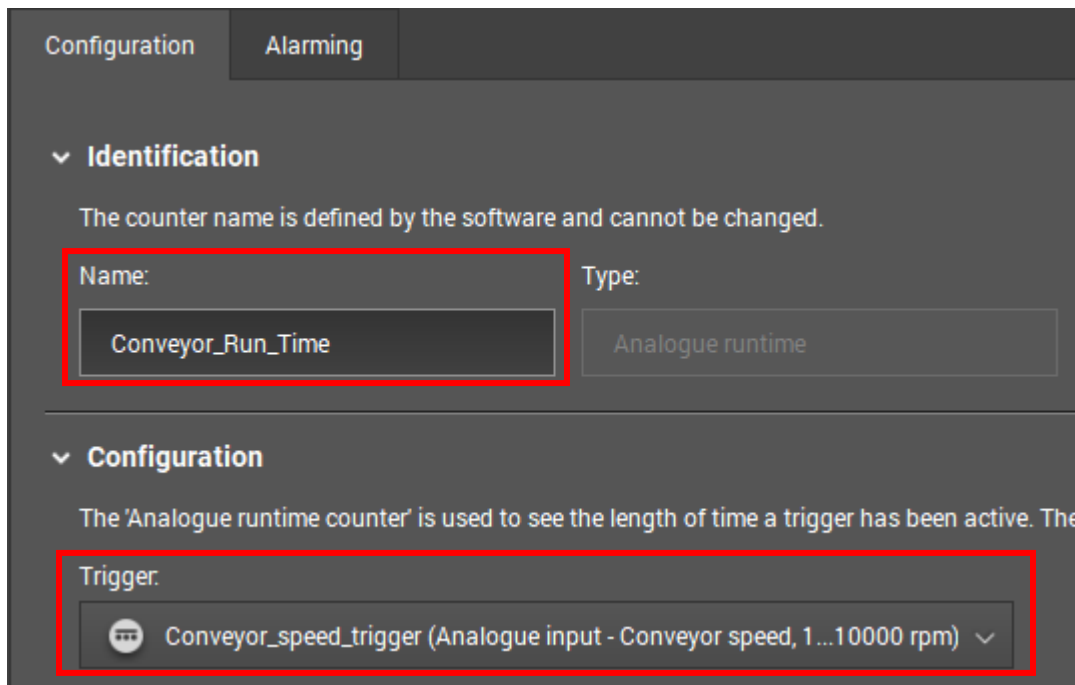 Configuration Alarming
Identification
The counter name is defined by the software and cannot be changed.
Name: Type:
Conveyor_Run_Time Analogue runtime
Configuration
The 'Analogue runtime counter' is used to see the length of time a trigger has been active. The
Trigger:
Conveyor_speed_trigger (Analogue input - Conveyor speed, 1...10000 rpm)